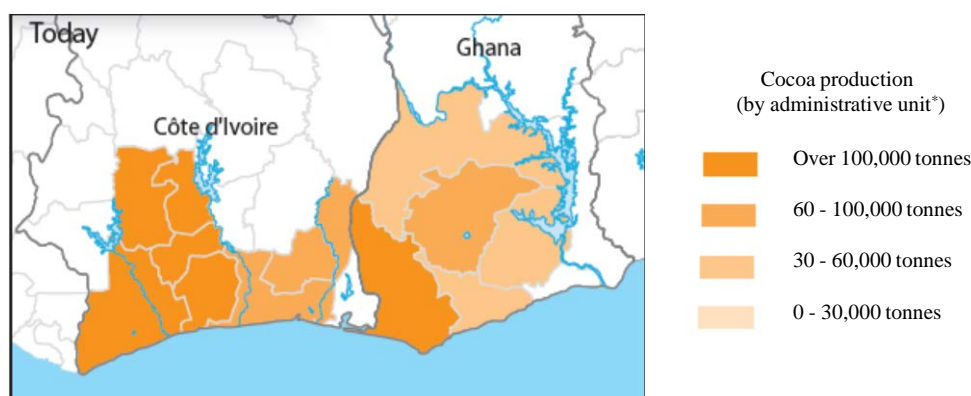 Today
Ghana
Côte d'Ivoire
Cocoa production
(by administrative unit*)
Over 100,000 tonnes
60 - 100,000 tonnes
30 - 60,000 tonnes
0 - 30,000 tonnes